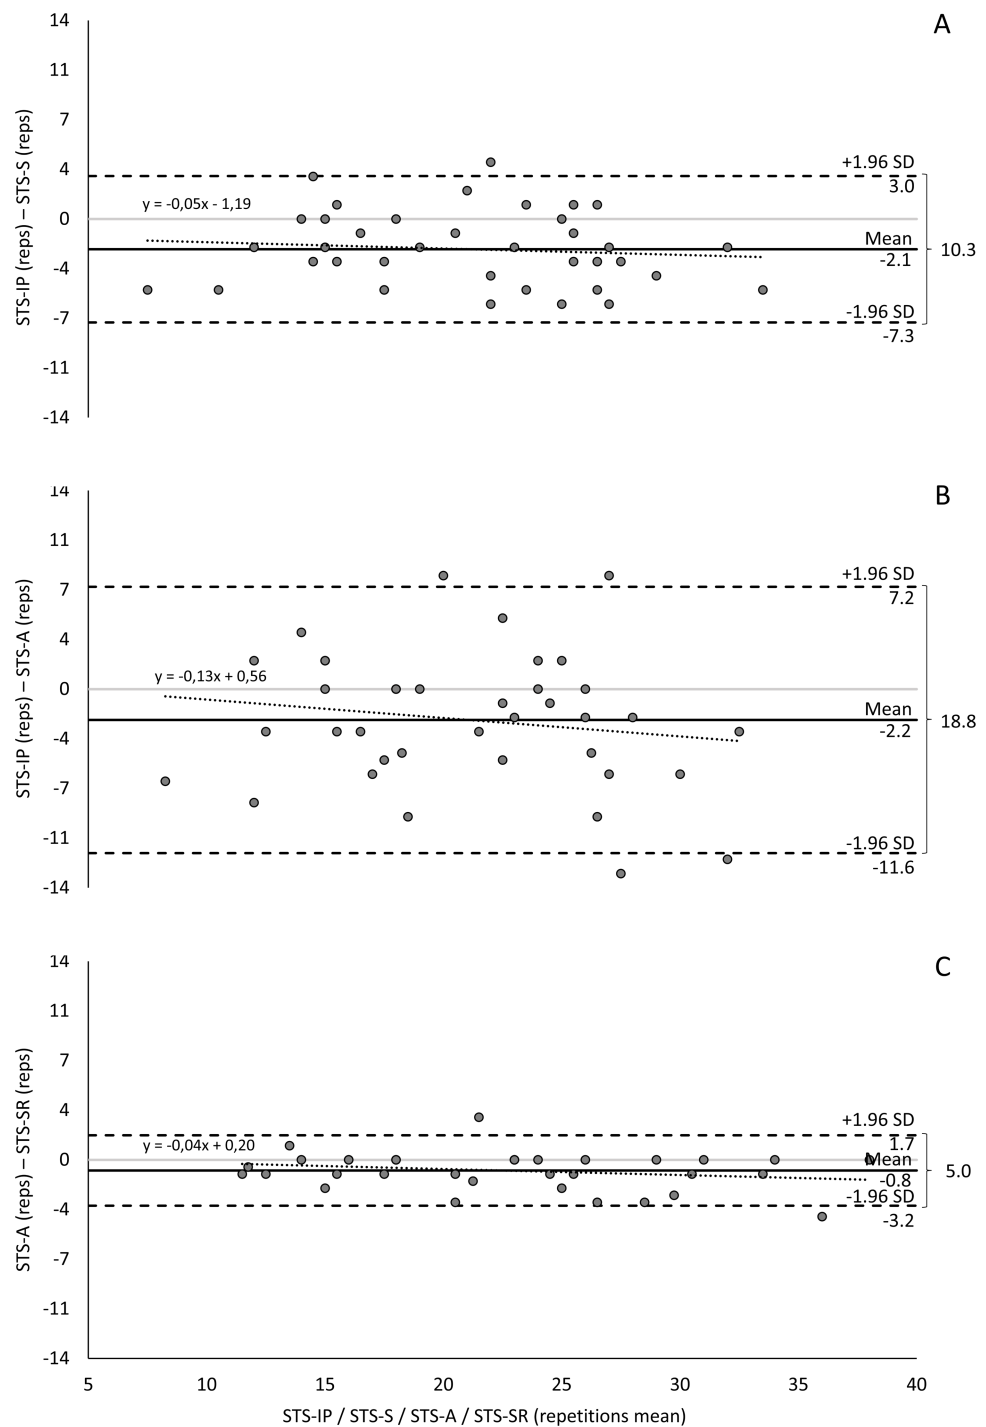 A
14
11
7
4
0
-4
-7
-11
-14
STS-IP (reps) – STS-S (reps)
y = -0,05x - 1,19
+1.96 SD
3.0
Mean
-2.1
-1.96 SD
-7.3
10.3
B
14
11
7
4
0
-4
-7
-11
-14
STS-IP (reps) – STS-A (reps)
y = -0,13x + 0,56
+1.96 SD
7.2
Mean
-2.2
-1.96 SD
-11.6
18.8
C
14
11
7
4
0
-4
-7
-11
-14
STS-A (reps) – STS-SR (reps)
y = -0,04x + 0,20
+1.96 SD
1.7
Mean
-0.8
-1.96 SD
-3.2
5.0
5 10 15 20 25 30 35 40
STS-IP / STS-S / STS-A / STS-SR (repetitions mean)